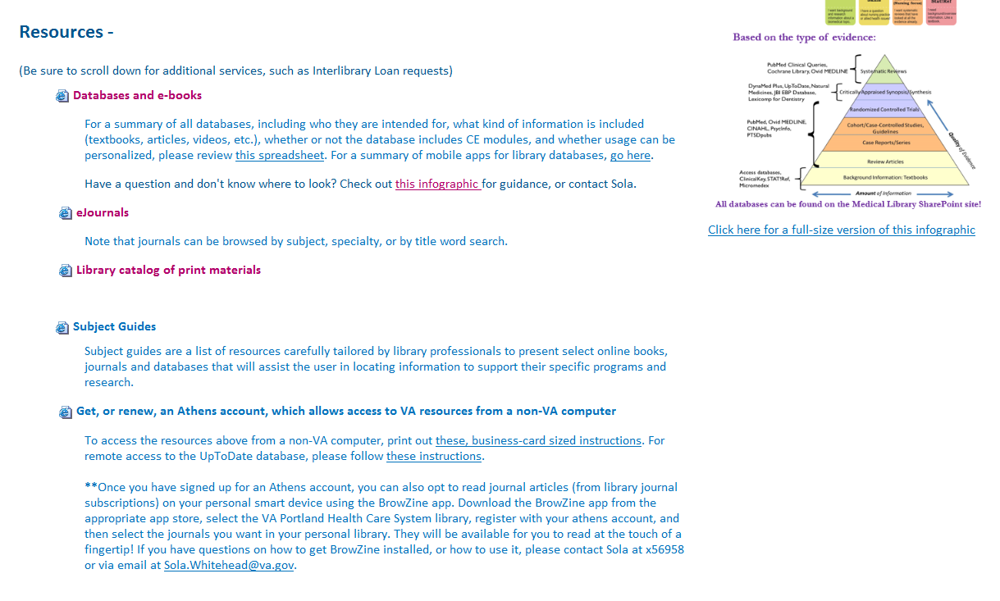 Resources -
(Be sure to scroll down for additional services, such as Interlibrary Loan requests)
Databases and e-books
For a summary of all databases, including who they are intended for, what kind of information is included
(textbooks, articles, videos, etc.), whether or not the database includes CE modules, and whether usage can be
personalized, please review this spreadsheet. For a summary of mobile apps for library databases, go here.
Have a question and don't know where to look? Check out this infographic for guidance, or contact Sola.
eJournals
Note that journals can be browsed by subject, specialty, or by title word search.
Library catalog of print materials
Subject Guides
Subject guides are a list of resources carefully tailored by library professionals to present select online books,
journals and databases that will assist the user in locating information to support their specific programs and
research.
Get, or renew, an Athens account, which allows access to VA resources from a non-VA computer
To access the resources above from a non-VA computer, print out these, business-card sized instructions. For
remote access to the UpToDate database, please follow these instructions.
**Once you have signed up for an Athens account, you can also opt to read journal articles (from library journal
subscriptions) on your personal smart device using the BrowZine app. Download the BrowZine app from the
appropriate app store, select the VA Portland Health Care System library, register with your athens account, and
then select the journals you want in your personal library. They will be available for you to read at the touch of a
fingertip! If you have questions on how to get BrowZine installed, or how to use it, please contact Sola at x56958
or via email at Sola.Whitehead@va.gov.
Based on the type of evidence:
PubMed Clinical Queries,
Cochrane Library, Ovid MEDLINE
Systematic Reviews
DynaMed Plus, UpToDate, Natural
Medicines, JBI EBP Database,
Lexicomp for Dentistry
Critically Appraised Synopsis/Synthesis
Randomized Controlled Trials
PubMed, Ovid MEDLINE,
CINAHL, PsycInfo,
PTSDpubs
Cohort/Case-Controlled Studies,
Guidelines
Case Reports/Series
Quality of Evidence
Review Articles
Access databases,
ClinicalKey, STAT!Ref,
Micromedex
Background Information: Textbooks
Amount of Information
All databases can be found on the Medical Library SharePoint site!
Click here for a full-size version of this infographic